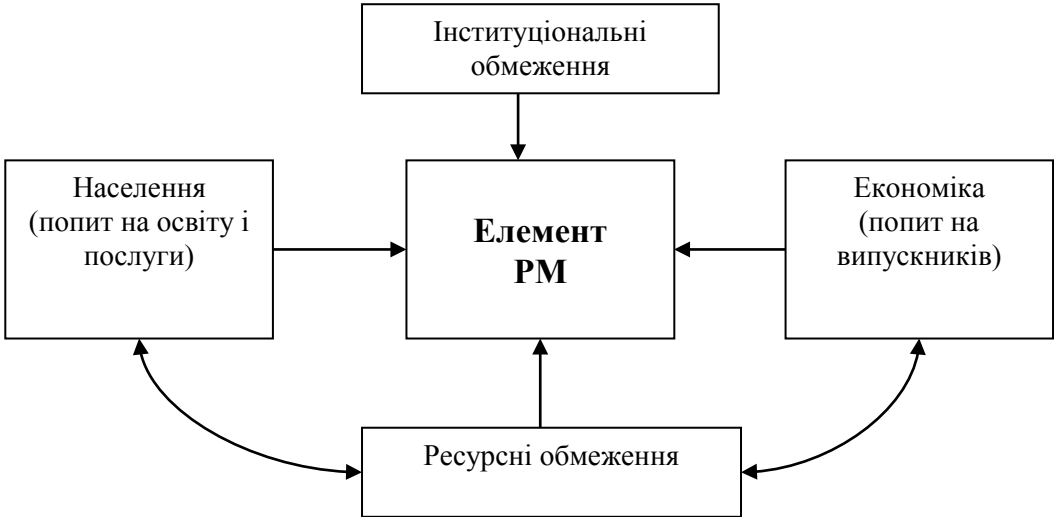 Інституціональні
обмеження
Населення
(попит на освіту і
послуги)
Елемент
РМ
Економіка
(попит на
випускників)
Ресурсні обмеження